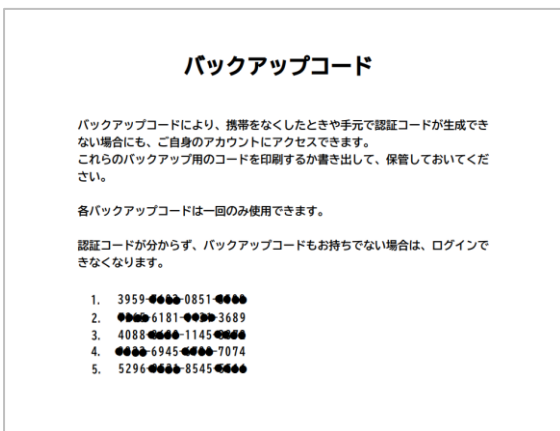 バックアップコード
バックアップコードにより、携帯をなくしたときや手元で認証コードが生成でき
ない場合にも、ご自身のアカウントにアクセスできます。
これらのバックアップ用のコードを印刷するか書き出して、保管しておいてくだ
さい。
各バックアップコードは一回のみ使用できます。
認証コードが分からず、バックアップコードもお持ちでない場合は、ログインで
きなくなります。
1. 3959- -0851-
2. -6181- -3689
3. 4088- -1145-
4. -6945- -7074
5. 5296- -8545-